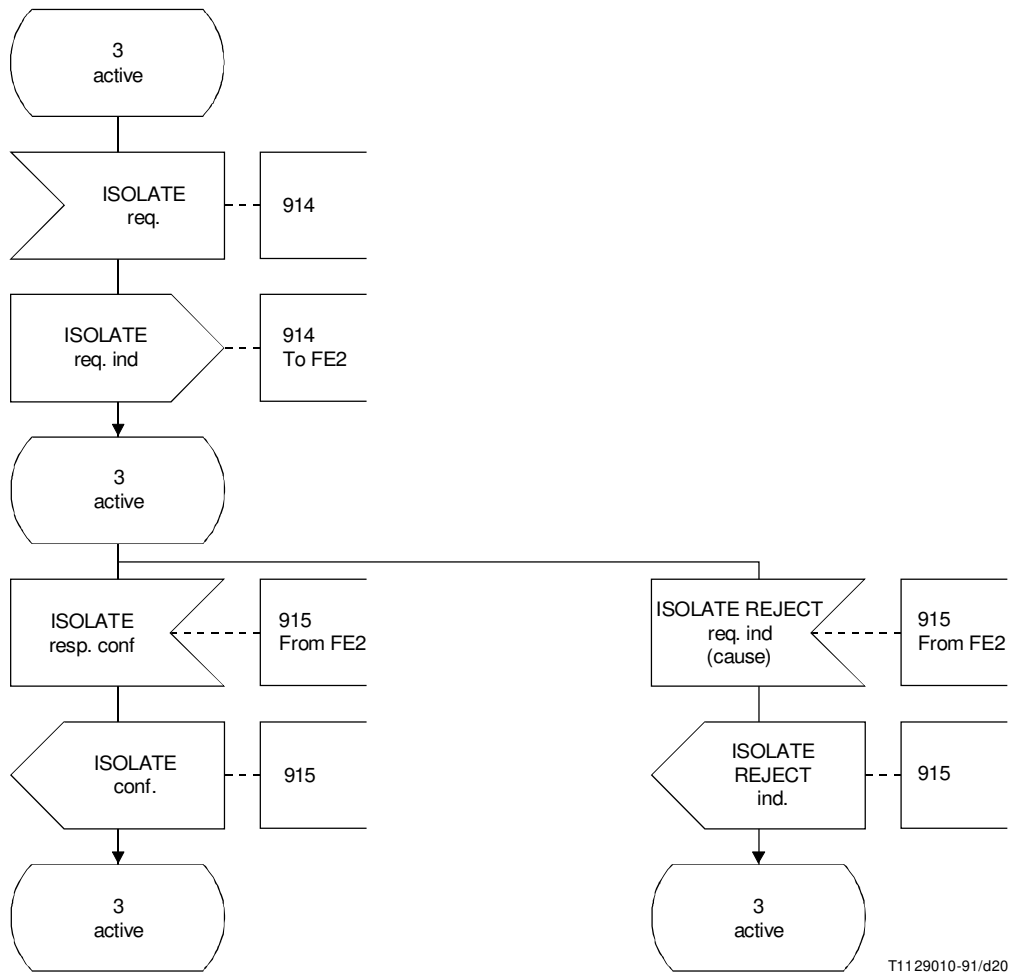 3
active
ISOLATE
req.
914
ISOLATE
req. ind
914
To FE2
3
active
ISOLATE
resp. conf
915
From FE2
ISOLATE REJECT
req. ind
(cause)
915
From FE2
ISOLATE
conf.
915
ISOLATE
REJECT
ind.
915
3
active
3
active
T1129010-91/d20